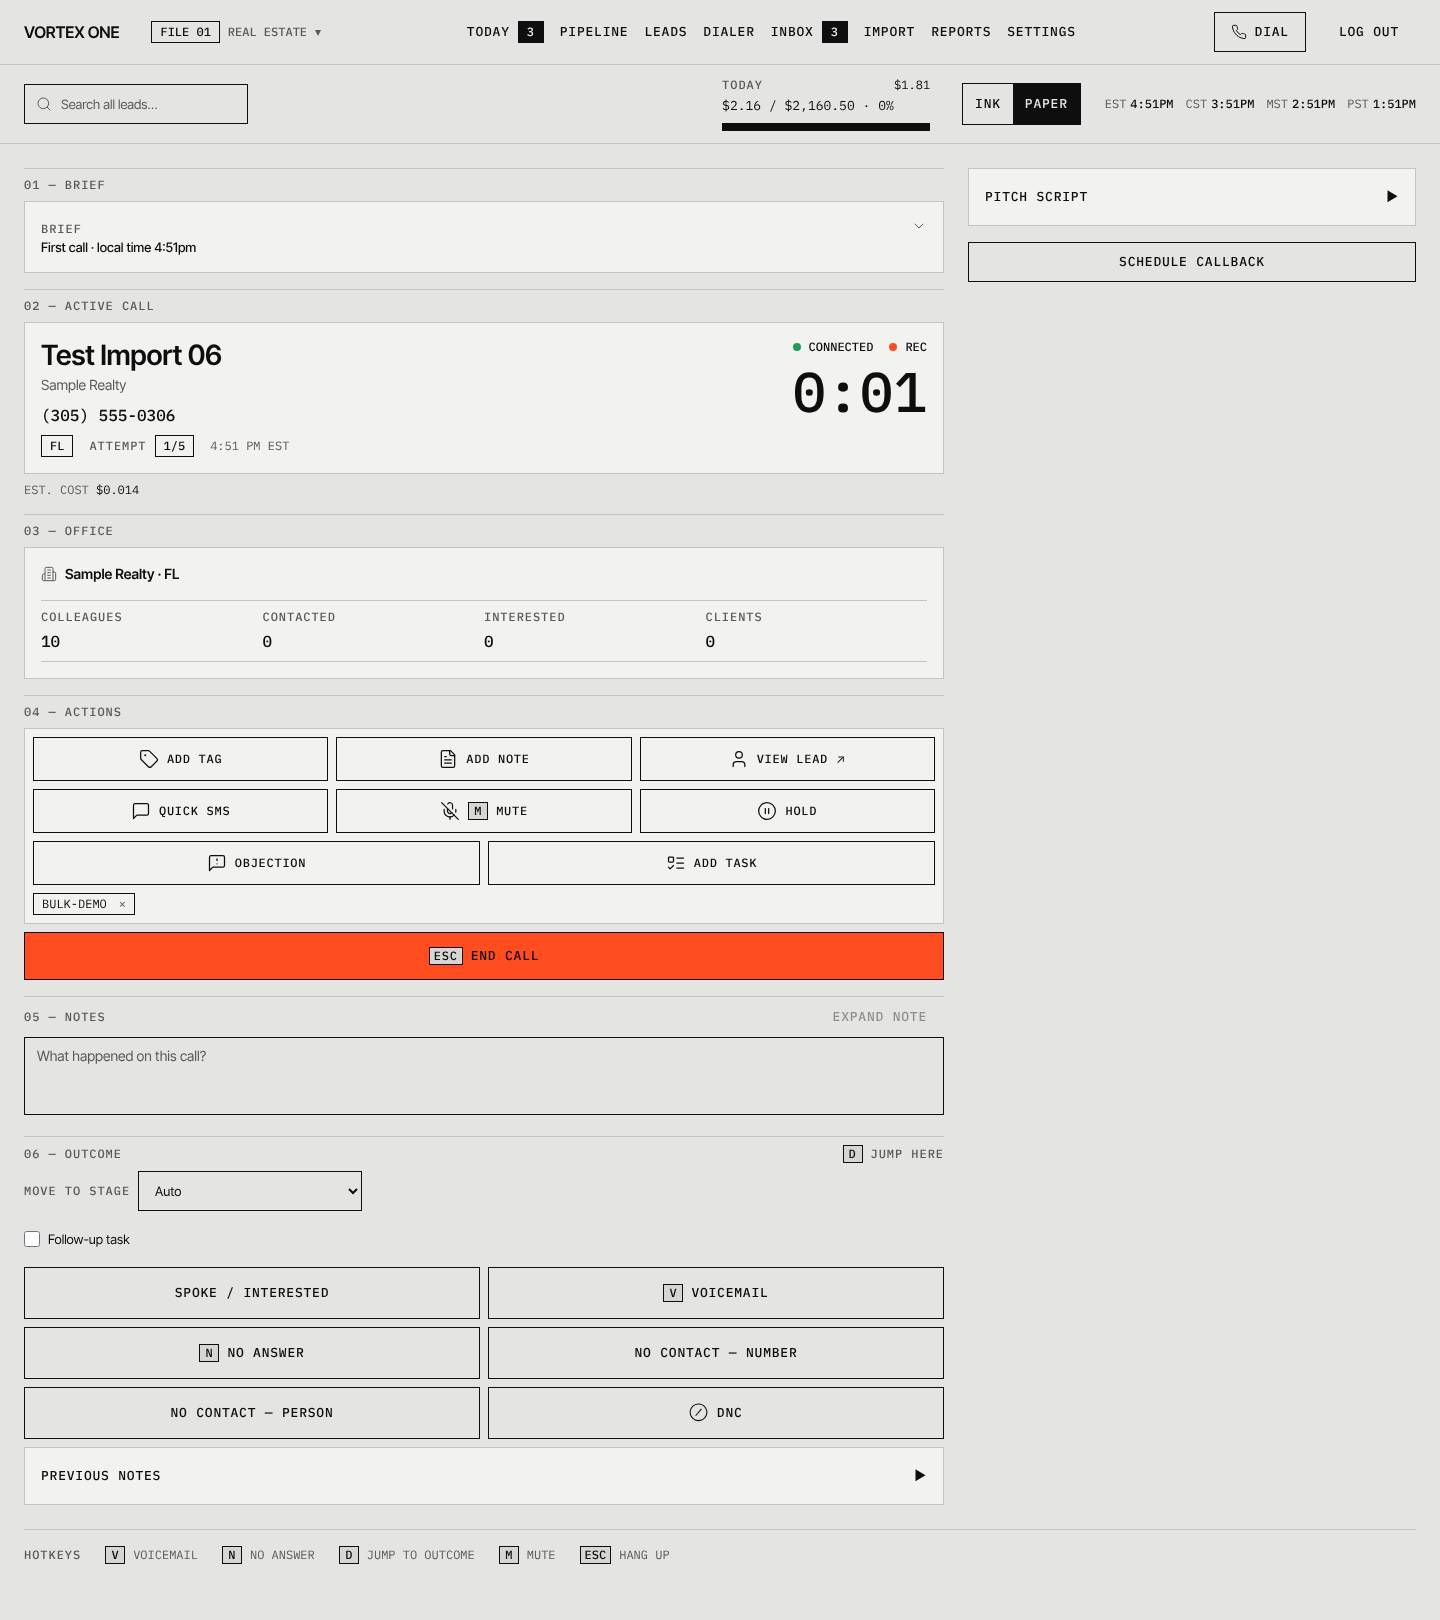 VORTEX ONE
FILE 01 REAL ESTATE ▾
TODAY 3 PIPELINE LEADS DIALER INBOX 3 IMPORT REPORTS SETTINGS
DIAL
LOG OUT
Search all leads...
TODAY $1.81
$2.16 / $2,160.50 · 0%
INK PAPER
EST 4:51PM CST 3:51PM MST 2:51PM PST 1:51PM
01 — BRIEF
BRIEF
First call · local time 4:51pm
PITCH SCRIPT ▶
SCHEDULE CALLBACK
02 — ACTIVE CALL
Test Import 06
Sample Realty
(305) 555-0306
FL ATTEMPT 1/5 4:51 PM EST
CONNECTED REC
0:01
EST. COST $0.014
03 — OFFICE
Sample Realty · FL
COLLEAGUES CONTACTED INTERESTED CLIENTS
10 0 0 0
04 — ACTIONS
ADD TAG ADD NOTE VIEW LEAD ↗
QUICK SMS M MUTE HOLD
OBJECTION ADD TASK
BULK-DEMO ×
ESC END CALL
05 — NOTES EXPAND NOTE
What happened on this call?
06 — OUTCOME D JUMP HERE
MOVE TO STAGE Auto
Follow-up task
SPOKE / INTERESTED V VOICEMAIL
N NO ANSWER NO CONTACT — NUMBER
NO CONTACT — PERSON DNC
PREVIOUS NOTES ▶
HOTKEYS V VOICEMAIL N NO ANSWER D JUMP TO OUTCOME M MUTE ESC HANG UP